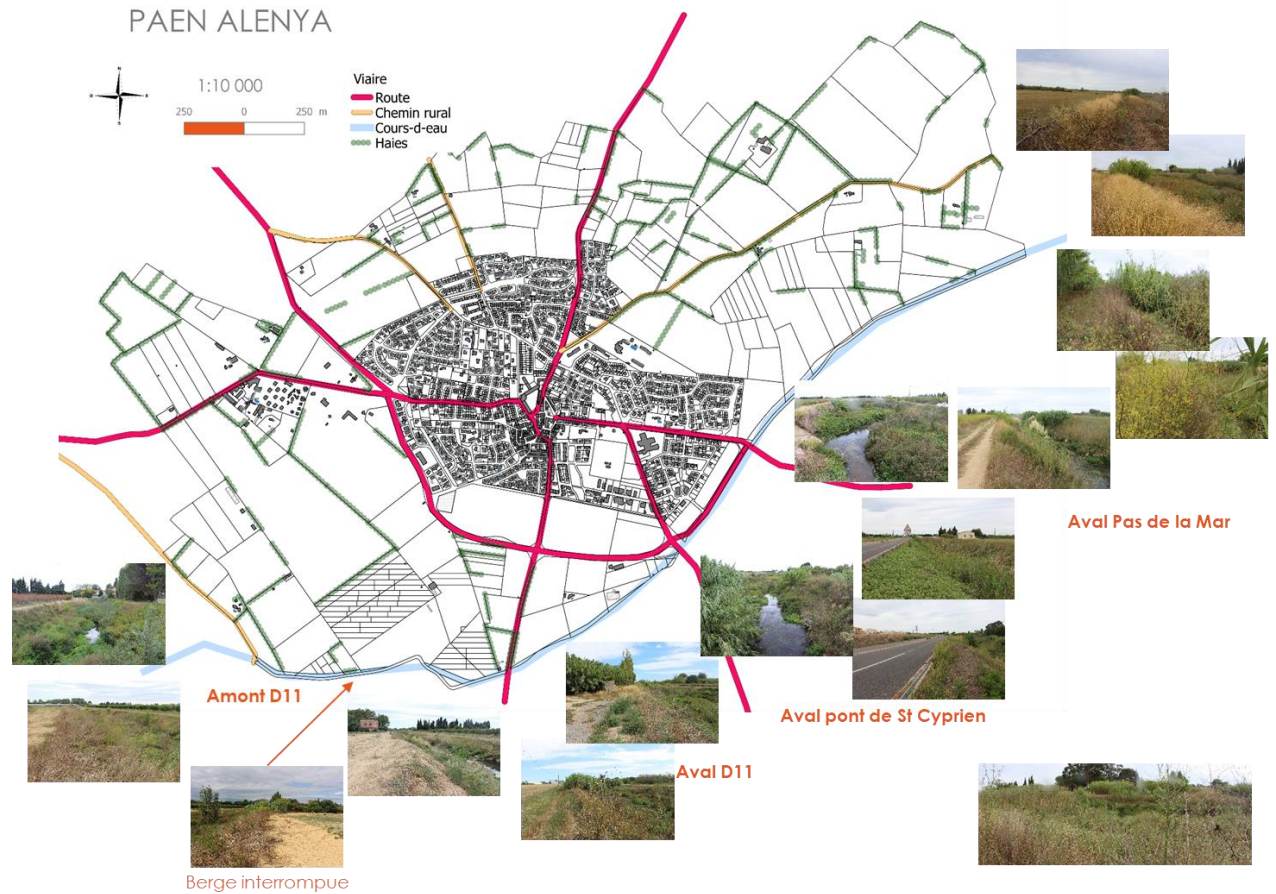 PAEN ALENYA
N
1:10 000
250 0 250 m
Viaire
Route
Chemin rural
Cours-d-eau
Haies
Aval Pas de la Mar
Amont D11
Aval pont de St Cyprien
Aval D11
Berge interrompue